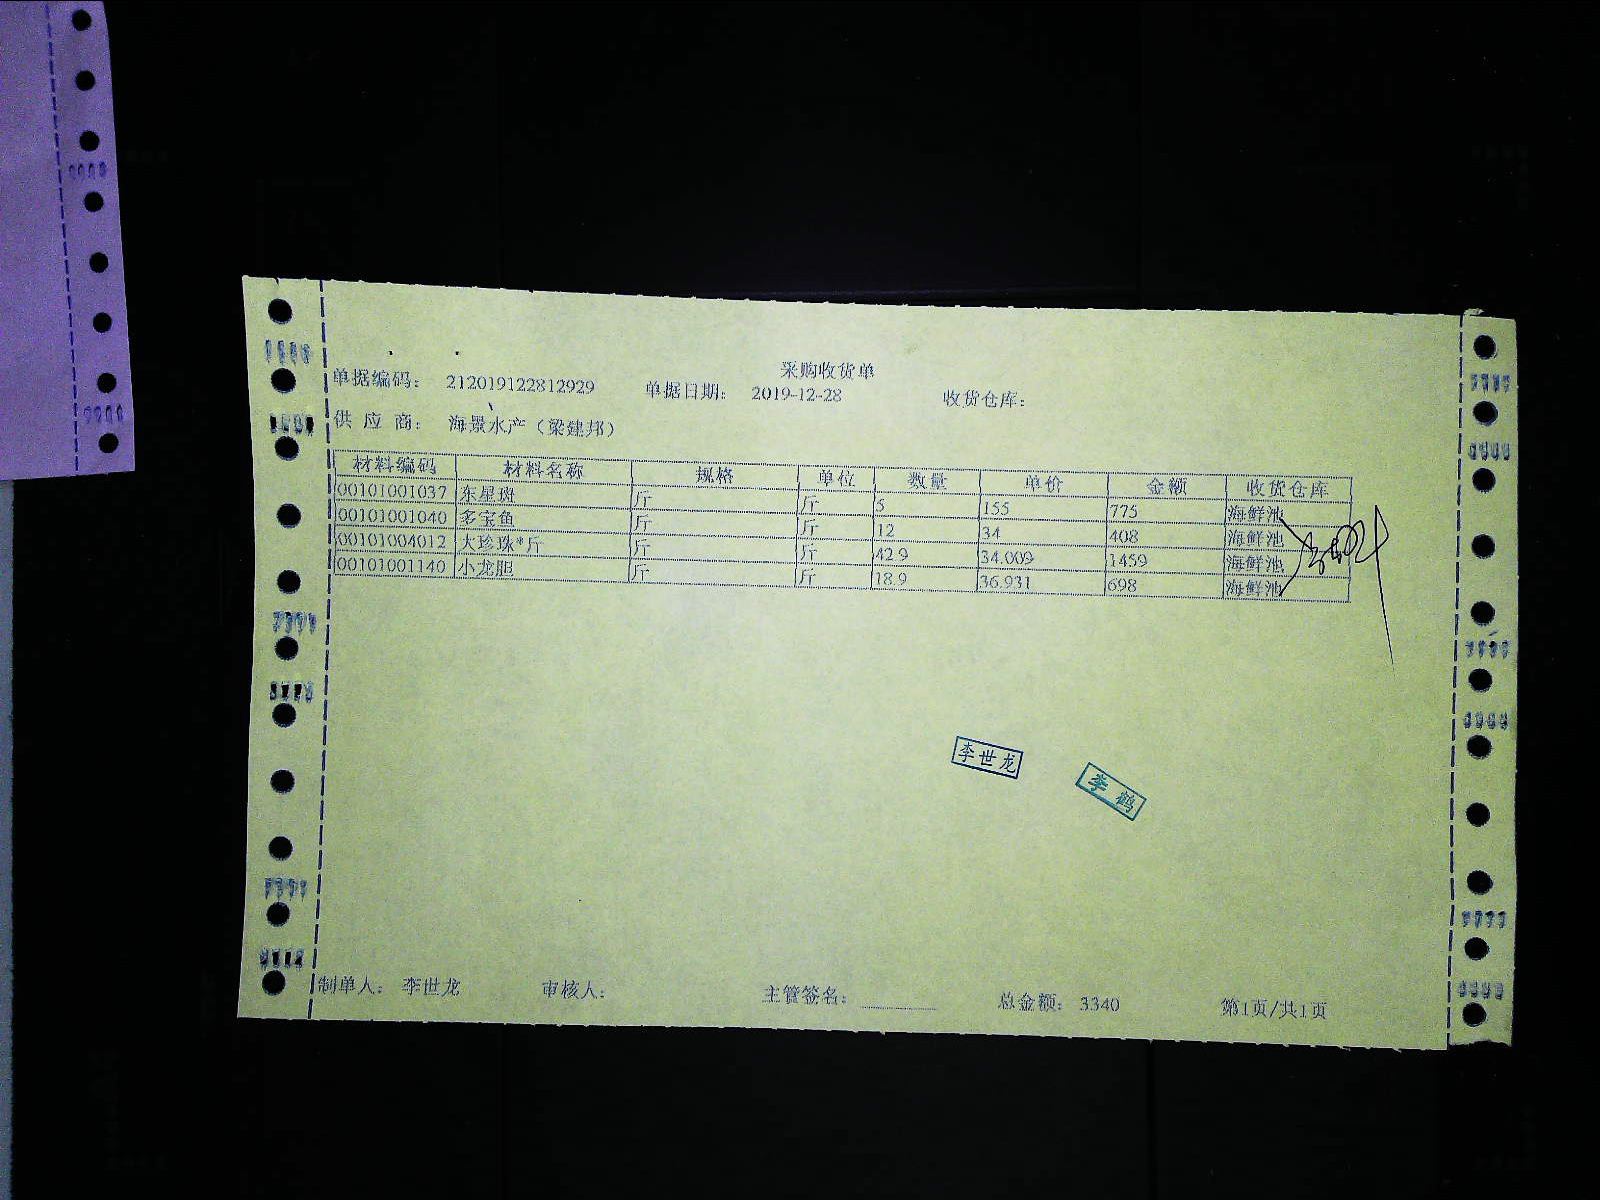 采购收货单
单据编码： 212019122812929 单据日期： 2019-12-28 收货仓库：
供 应 商： 海景水产（梁建邦）
材料编码 材料名称 规格 单位 数量 单价 金额 收货仓库
00101001037 东星斑 斤 斤 5 155 775 海鲜池
00101001040 多宝鱼 斤 斤 12 34 408 海鲜池
00101004012 大珍珠*斤 斤 斤 42.9 34.009 1459 海鲜池
00101001140 小龙胆 斤 斤 18.9 36.931 698 海鲜池
李世龙
李鹤
制单人： 李世龙 审核人： 主管签名： 总金额： 3340 第1页/共1页